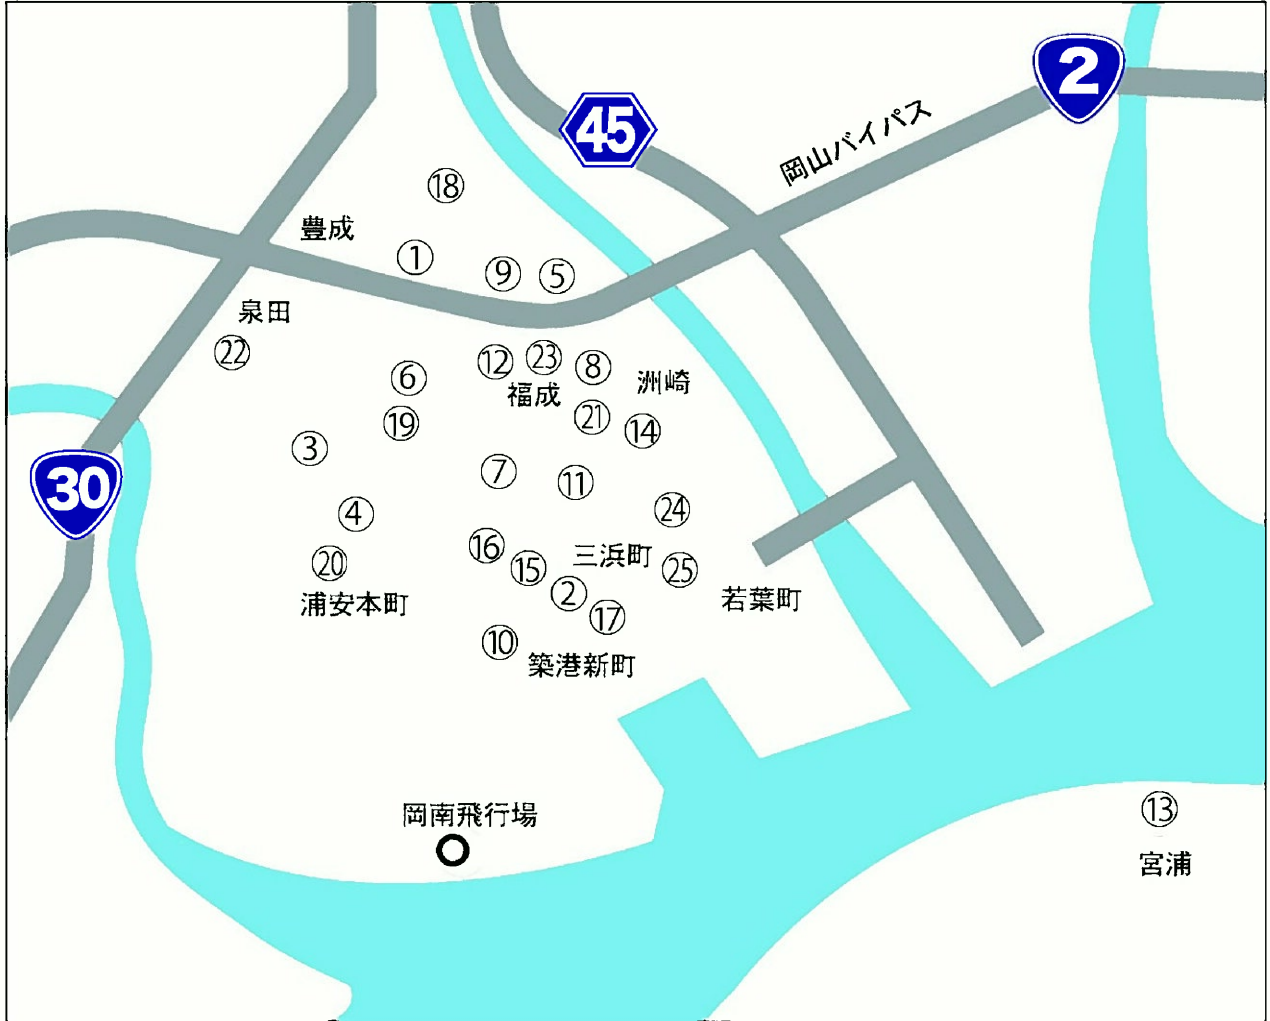 2
45
岡山バイパス
⑱
豊成
①
⑨
⑤
泉田
㉒
⑥
⑫
㉓
⑧
福成
洲崎
⑲
㉑
⑭
③
⑦
⑪
30
④
㉔
⑯
⑮
三浜町
㉕
⑳
②
浦安本町
⑰
若葉町
⑩
築港新町
岡南飛行場
⑬
宮浦